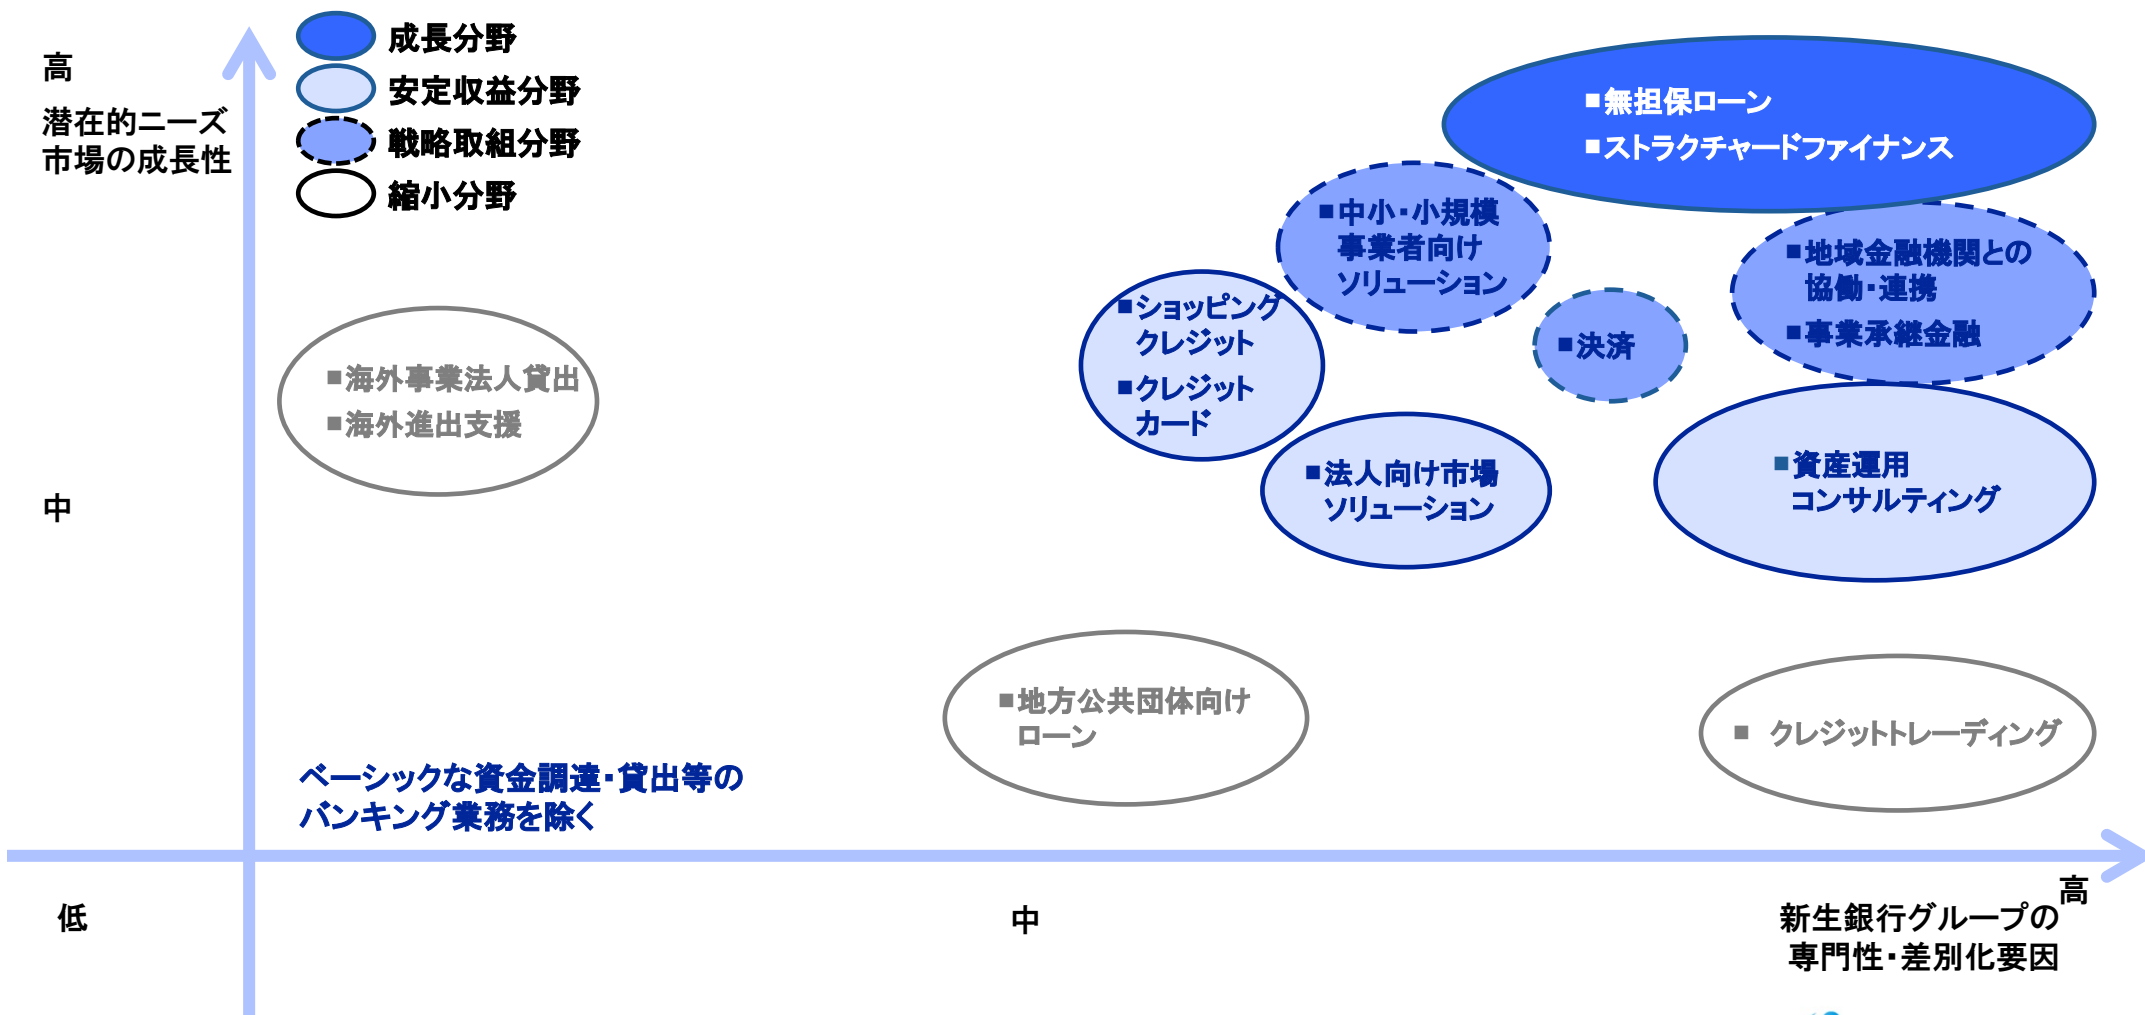 高
潜在的ニーズ
市場の成長性
中
低
成長分野
安定収益分野
戦略取組分野
縮小分野
■無担保ローン
■ストラクチャードファイナンス
■中小・小規模
事業者向け
ソリューション
■地域金融機関との
協働・連携
■事業承継金融
■決済
■ショッピング
クレジット
■クレジット
カード
■海外事業法人貸出
■海外進出支援
■法人向け市場
ソリューション
■資産運用
コンサルティング
■地方公共団体向け
ローン
■ クレジットトレーディング
ベーシックな資金調達・貸出等の
バンキング業務を除く
中
高
新生銀行グループの
専門性・差別化要因